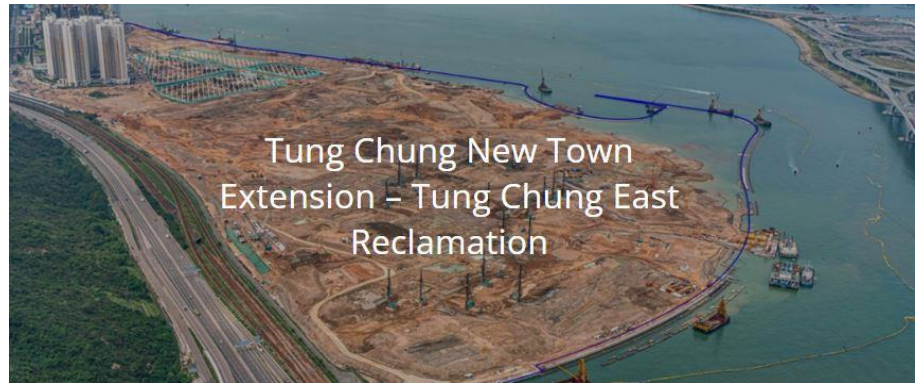 Tung Chung New Town
Extension – Tung Chung East
Reclamation